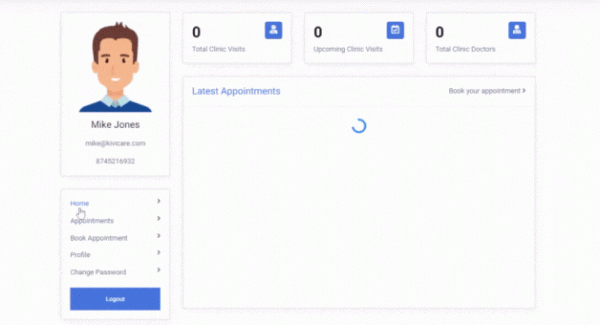 Mike Jones
mike@kivicare.com
8745216932
Home
Appointments
Book Appointment
Profile
Change Password
Logout
0
Total Clinic Visits
0
Upcoming Clinic Visits
0
Total Clinic Doctors
Latest Appointments
Book your appointment